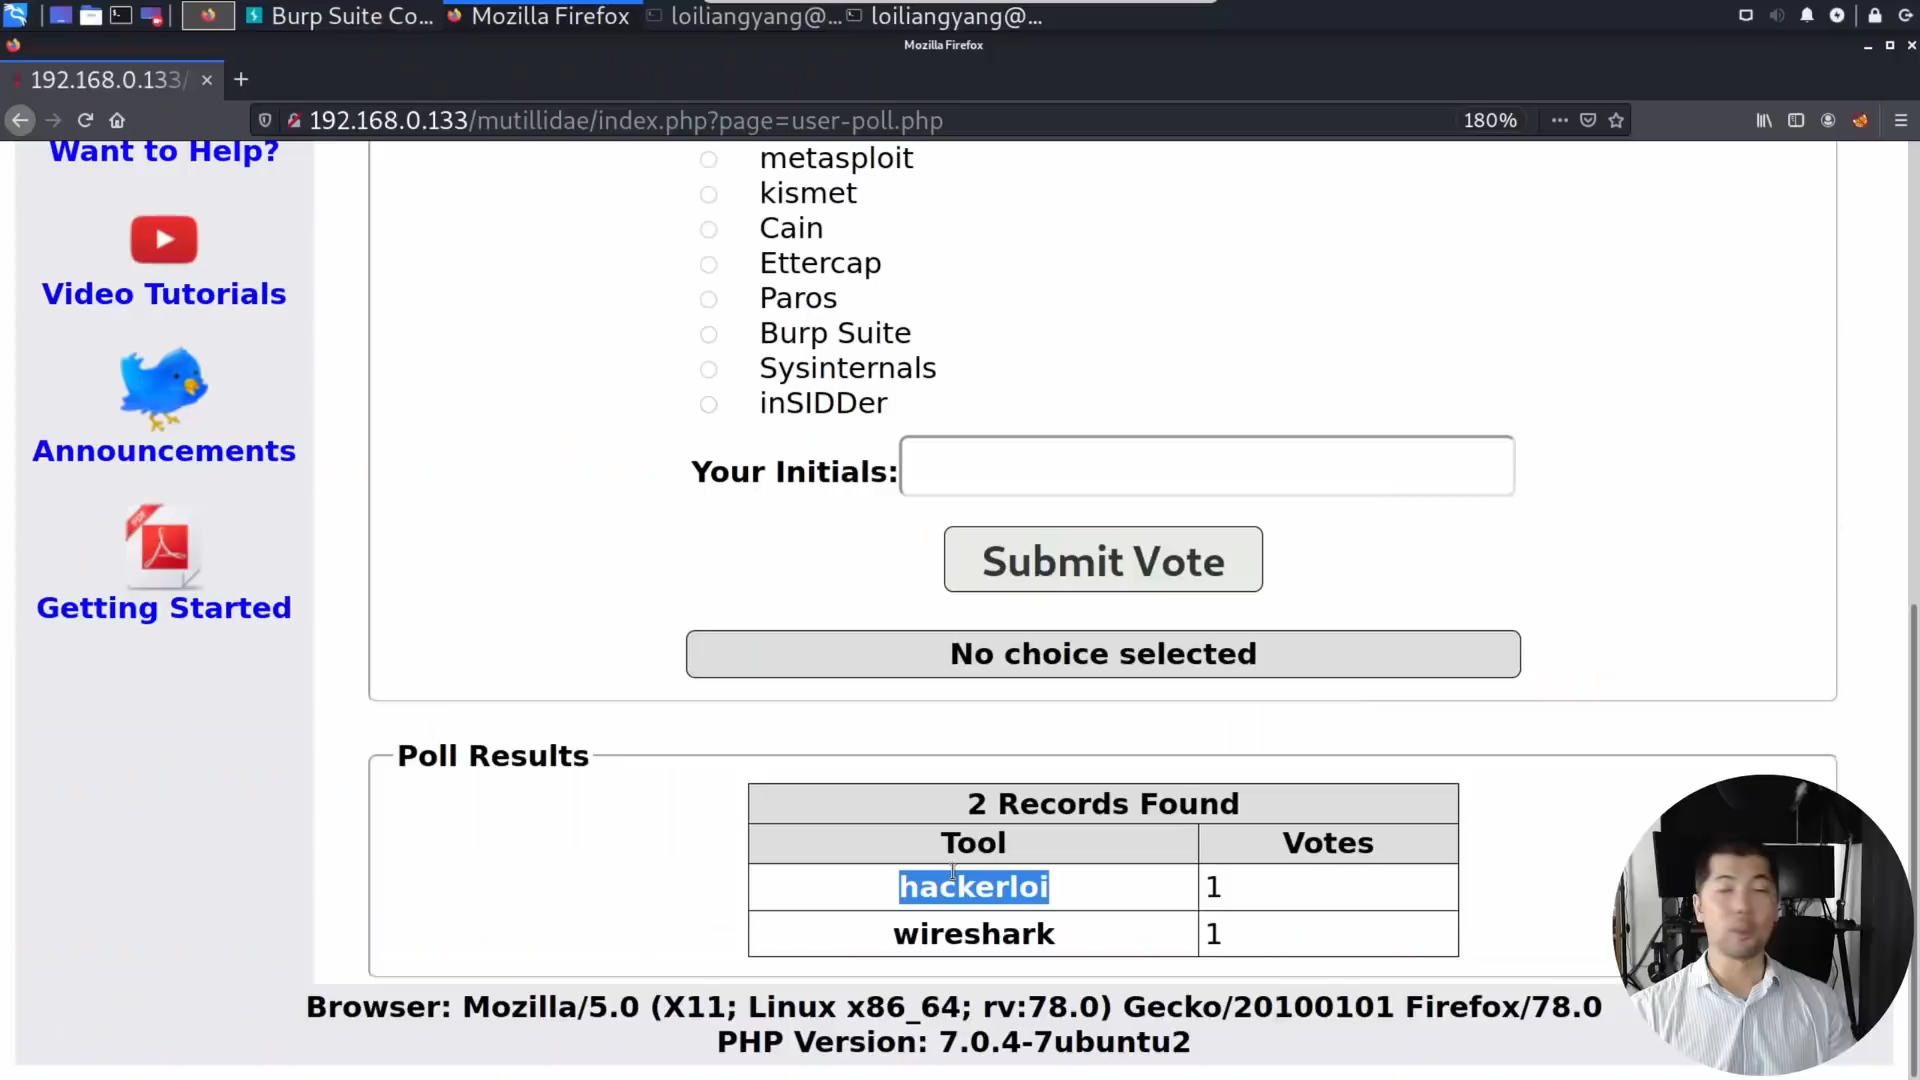 Burp Suite Co...
Mozilla Firefox
loiliangyang@...
loiliangyang@...
Mozilla Firefox
192.168.0.133/
192.168.0.133/mutillidae/index.php?page=user-poll.php
180%
Want to Help?
Video Tutorials
Announcements
PDF
Getting Started
metasploit
kismet
Cain
Ettercap
Paros
Burp Suite
Sysinternals
inSIDDer
Your Initials:
Submit Vote
No choice selected
Poll Results
2 Records Found
Tool Votes
hackerloi 1
wireshark 1
Browser: Mozilla/5.0 (X11; Linux x86_64; rv:78.0) Gecko/20100101 Firefox/78.0
PHP Version: 7.0.4-7ubuntu2